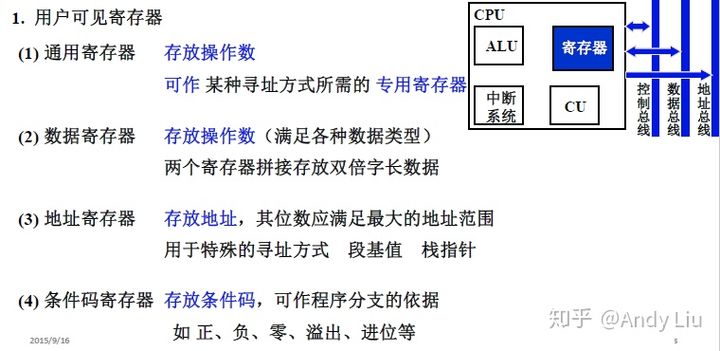 1. 用户可见寄存器
(1) 通用寄存器 存放操作数
可作 某种寻址方式所需的 专用寄存器
(2) 数据寄存器 存放操作数（满足各种数据类型）
两个寄存器拼接存放双倍字长数据
(3) 地址寄存器 存放地址，其位数应满足最大的地址范围
用于特殊的寻址方式 段基值 栈指针
(4) 条件码寄存器 存放条件码，可作程序分支的依据
如 正、负、零、溢出、进位等
CPU
ALU
寄存器
中断
系统
CU
控制总线
数据总线
地址总线
2015/9/16
知乎 @Andy Liu